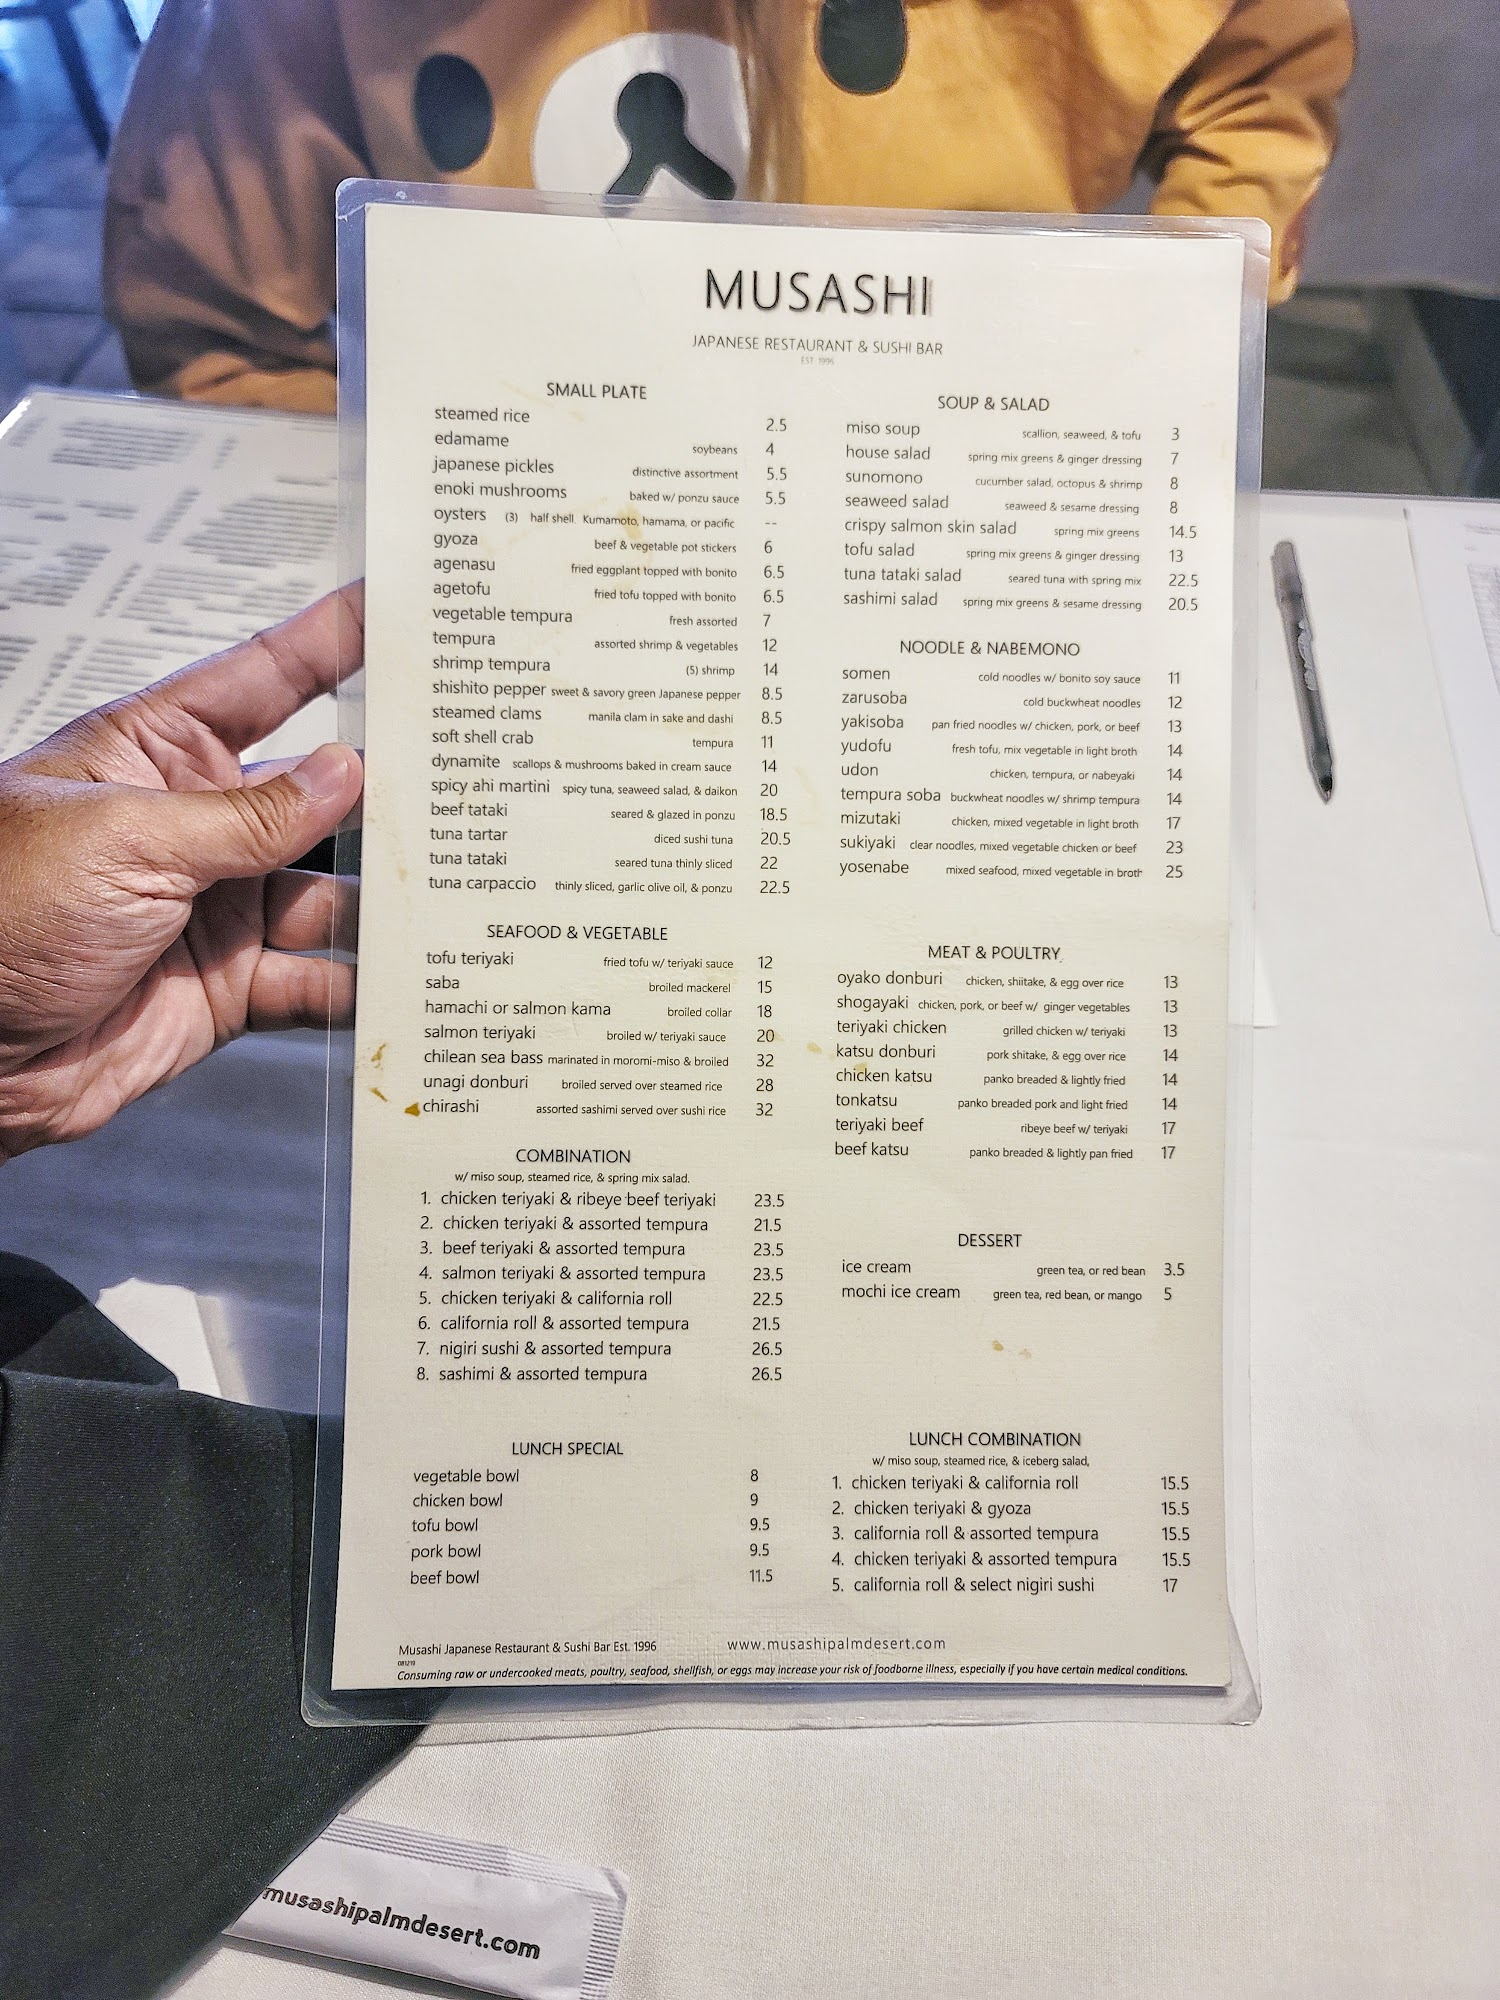 MUSASHI
JAPANESE RESTAURANT & SUSHI BAR
EST. 1996
SMALL PLATE
steamed rice 2.5
edamame soybeans 4
japanese pickles distinctive assortment 5.5
enoki mushrooms baked w/ ponzu sauce 5.5
oysters (3) half shell. Kumamoto, hamama, or pacific --
gyoza beef & vegetable pot stickers 6
agenasu fried eggplant topped with bonito 6.5
agetofu fried tofu topped with bonito 6.5
vegetable tempura fresh assorted 7
tempura assorted shrimp & vegetables 12
shrimp tempura (5) shrimp 14
shishito pepper sweet & savory green Japanese pepper 8.5
steamed clams manila clam in sake and dashi 8.5
soft shell crab tempura 11
dynamite scallops & mushrooms baked in cream sauce 14
spicy ahi martini spicy tuna, seaweed salad, & daikon 20
beef tataki seared & glazed in ponzu 18.5
tuna tartar diced sushi tuna 20.5
tuna tataki seared tuna thinly sliced 22
tuna carpaccio thinly sliced, garlic olive oil, & ponzu 22.5
SEAFOOD & VEGETABLE
tofu teriyaki fried tofu w/ teriyaki sauce 12
saba broiled mackerel 15
hamachi or salmon kama broiled collar 18
salmon teriyaki broiled w/ teriyaki sauce 20
chilean sea bass marinated in moromi-miso & broiled 32
unagi donburi broiled served over steamed rice 28
chirashi assorted sashimi served over sushi rice 32
COMBINATION
w/ miso soup, steamed rice, & spring mix salad.
1. chicken teriyaki & ribeye beef teriyaki 23.5
2. chicken teriyaki & assorted tempura 21.5
3. beef teriyaki & assorted tempura 23.5
4. salmon teriyaki & assorted tempura 23.5
5. chicken teriyaki & california roll 22.5
6. california roll & assorted tempura 21.5
7. nigiri sushi & assorted tempura 26.5
8. sashimi & assorted tempura 26.5
LUNCH SPECIAL
vegetable bowl 8
chicken bowl 9
tofu bowl 9.5
pork bowl 9.5
beef bowl 11.5
SOUP & SALAD
miso soup scallion, seaweed, & tofu 3
house salad spring mix greens & ginger dressing 7
sunomono cucumber salad, octopus & shrimp 8
seaweed salad seaweed & sesame dressing 8
crispy salmon skin salad spring mix greens 14.5
tofu salad spring mix greens & ginger dressing 13
tuna tataki salad seared tuna with spring mix 22.5
sashimi salad spring mix greens & sesame dressing 20.5
NOODLE & NABEMONO
somen cold noodles w/ bonito soy sauce 11
zarusoba cold buckwheat noodles 12
yakisoba pan fried noodles w/ chicken, pork, or beef 13
yudofu fresh tofu, mix vegetable in light broth 14
udon chicken, tempura, or nabeyaki 14
tempura soba buckwheat noodles w/ shrimp tempura 14
mizutaki chicken, mixed vegetable in light broth 17
sukiyaki clear noodles, mixed vegetable chicken or beef 23
yosenabe mixed seafood, mixed vegetable in broth 25
MEAT & POULTRY
oyako donburi chicken, shiitake, & egg over rice 13
shogayaki chicken, pork, or beef w/ ginger vegetables 13
teriyaki chicken grilled chicken w/ teriyaki 13
katsu donburi pork shitake, & egg over rice 14
chicken katsu panko breaded & lightly fried 14
tonkatsu panko breaded pork and light fried 14
teriyaki beef ribeye beef w/ teriyaki 17
beef katsu panko breaded & lightly pan fried 17
DESSERT
ice cream green tea, or red bean 3.5
mochi ice cream green tea, red bean, or mango 5
LUNCH COMBINATION
w/ miso soup, steamed rice, & iceberg salad,
1. chicken teriyaki & california roll 15.5
2. chicken teriyaki & gyoza 15.5
3. california roll & assorted tempura 15.5
4. chicken teriyaki & assorted tempura 15.5
5. california roll & select nigiri sushi 17
Musashi Japanese Restaurant & Sushi Bar Est. 1996 www.musashipalmdesert.com
081219
Consuming raw or undercooked meats, poultry, seafood, shellfish, or eggs may increase your risk of foodborne illness, especially if you have certain medical conditions.
musashipalmdesert.com